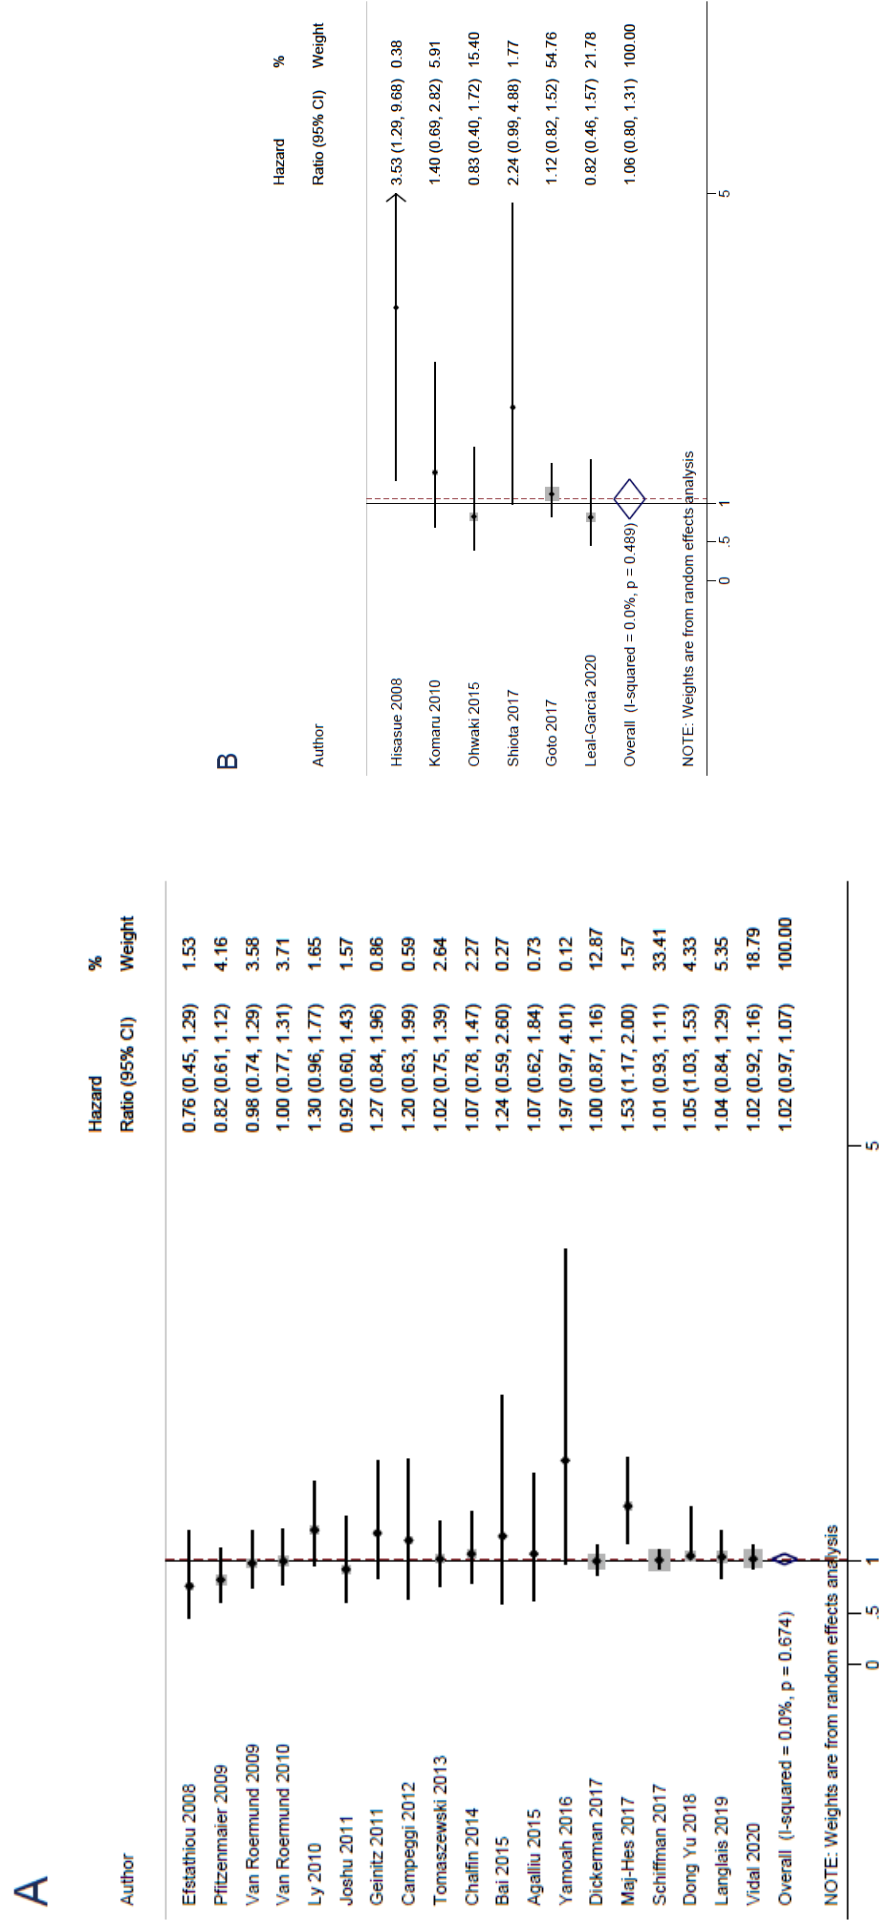 A
Hazard %
Author Ratio (95% CI) Weight
Efstathiou 2008 0.76 (0.45, 1.29) 1.53
Pfitzenmaier 2009 0.82 (0.61, 1.12) 4.16
Van Roermund 2009 0.98 (0.74, 1.29) 3.58
Van Roermund 2010 1.00 (0.77, 1.31) 3.71
Ly 2010 1.30 (0.96, 1.77) 1.65
Joshu 2011 0.92 (0.60, 1.43) 1.57
Geinitz 2011 1.27 (0.84, 1.96) 0.86
Campeggi 2012 1.20 (0.63, 1.99) 0.59
Tomaszewski 2013 1.02 (0.75, 1.39) 2.64
Chalfin 2014 1.07 (0.78, 1.47) 2.27
Bai 2015 1.24 (0.59, 2.60) 0.27
Agalliu 2015 1.07 (0.62, 1.84) 0.73
Yamoah 2016 1.97 (0.97, 4.01) 0.12
Dickerman 2017 1.00 (0.87, 1.16) 12.87
Maj-Hes 2017 1.53 (1.17, 2.00) 1.57
Schiffman 2017 1.01 (0.93, 1.11) 33.41
Dong Yu 2018 1.05 (1.03, 1.53) 4.33
Langlais 2019 1.04 (0.84, 1.29) 5.35
Vidal 2020 1.02 (0.92, 1.16) 18.79
Overall (I-squared = 0.0%, p = 0.674) 1.02 (0.97, 1.07) 100.00
NOTE: Weights are from random effects analysis
0 .5 1 5
B
Hazard %
Author Ratio (95% CI) Weight
Hisasue 2008 3.53 (1.29, 9.68) 0.38
Komaru 2010 1.40 (0.69, 2.82) 5.91
Ohwaki 2015 0.83 (0.40, 1.72) 15.40
Shiota 2017 2.24 (0.99, 4.88) 1.77
Goto 2017 1.12 (0.82, 1.52) 54.76
Leal-García 2020 0.82 (0.46, 1.57) 21.78
Overall (I-squared = 0.0%, p = 0.489) 1.06 (0.80, 1.31) 100.00
NOTE: Weights are from random effects analysis
0 .5 1 5